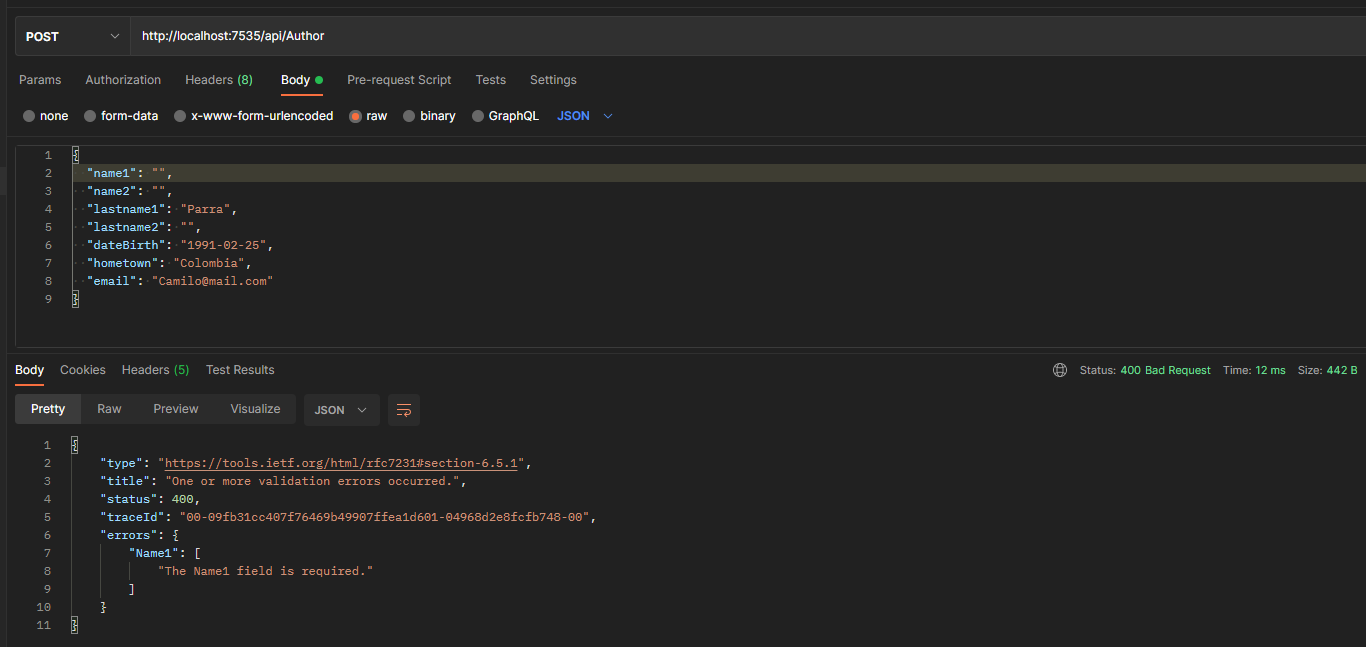 POST http://localhost:7535/api/Author
Params Authorization Headers (8) Body Pre-request Script Tests Settings
none form-data x-www-form-urlencoded raw binary GraphQL JSON
1 {
2 "name1": "",
3 "name2": "",
4 "lastname1": "Parra",
5 "lastname2": "",
6 "dateBirth": "1991-02-25",
7 "hometown": "Colombia",
8 "email": "Camilo@mail.com"
9 }
Body Cookies Headers (5) Test Results Status: 400 Bad Request Time: 12 ms Size: 442 B
Pretty Raw Preview Visualize JSON
1 {
2 "type": "https://tools.ietf.org/html/rfc7231#section-6.5.1",
3 "title": "One or more validation errors occurred.",
4 "status": 400,
5 "traceId": "00-09fb31cc407f76469b49907ffea1d601-04968d2e8fcfb748-00",
6 "errors": {
7 "Name1": [
8 "The Name1 field is required."
9 ]
10 }
11 }